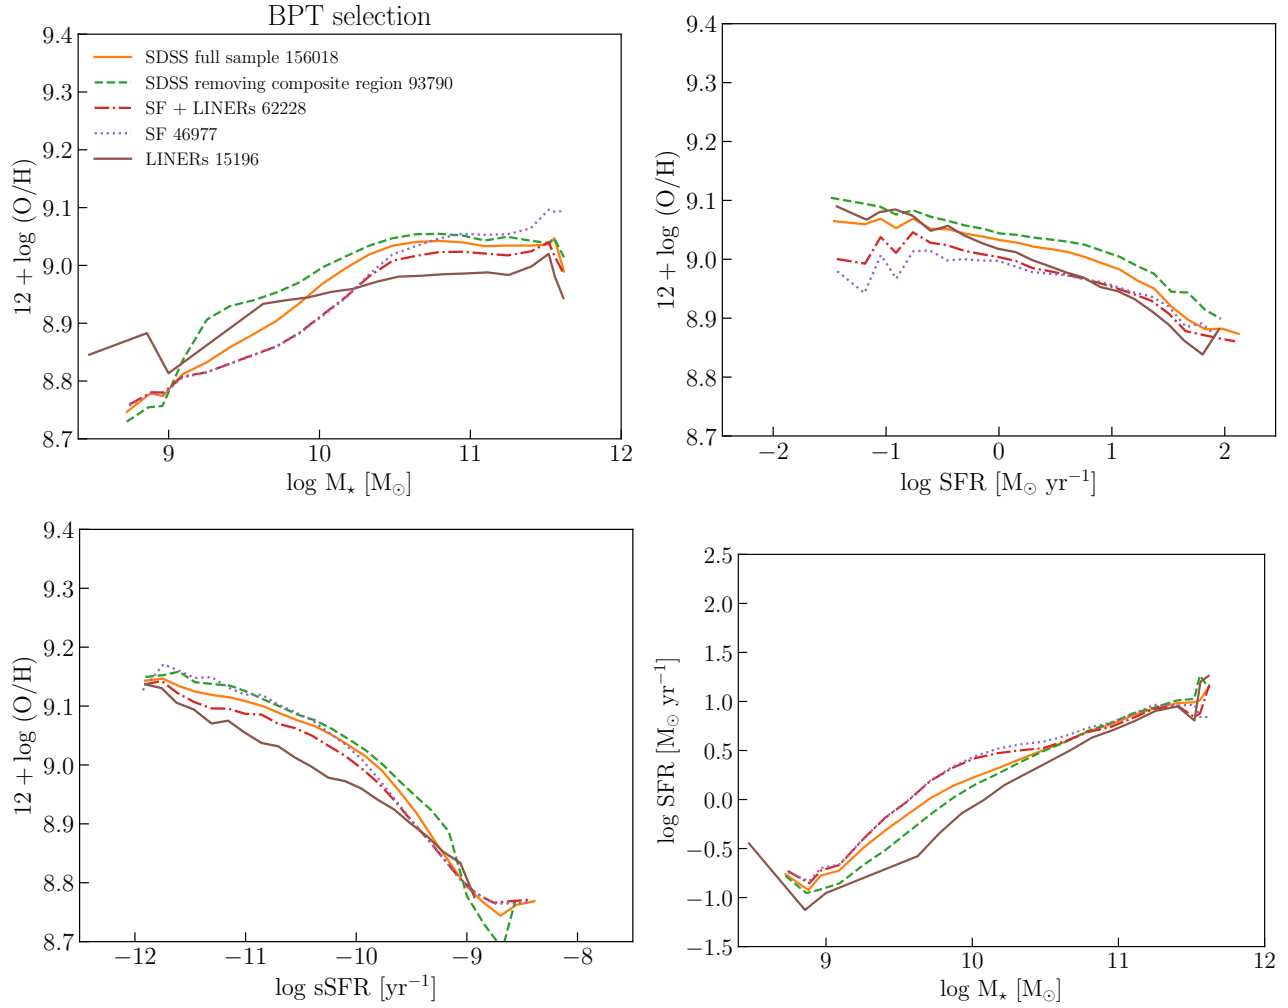 BPT selection
9.4
9.3
9.2
9.1
9.0
8.9
8.8
8.7
12 + log (O/H)
SDSS full sample 156018
SDSS removing composite region 93790
SF + LINERs 62228
SF 46977
LINERs 15196
9 10 11 12
log M⋆ [M⊙]
9.4
9.3
9.2
9.1
9.0
8.9
8.8
8.7
12 + log (O/H)
−2 −1 0 1 2
log SFR [M⊙ yr⁻¹]
9.4
9.3
9.2
9.1
9.0
8.9
8.8
8.7
12 + log (O/H)
−12 −11 −10 −9 −8
log sSFR [yr⁻¹]
2.5
2.0
1.5
1.0
0.5
0.0
−0.5
−1.0
−1.5
log SFR [M⊙ yr⁻¹]
9 10 11 12
log M⋆ [M⊙]